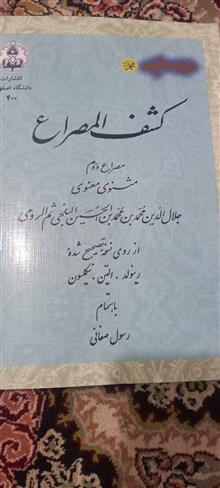 انتشارات
دانشگاه اصفهان
۴۰۰
کشف المصراع
مصراع دوم
مثنوی معنوی
جلال الدین محمد بن محمد بن الحسین البلخی ثم الرومی
از روی نسخهٔ تصحیح شدهٔ
رینولد . الین . نیکلسون
باهتمام
رسول صفائی